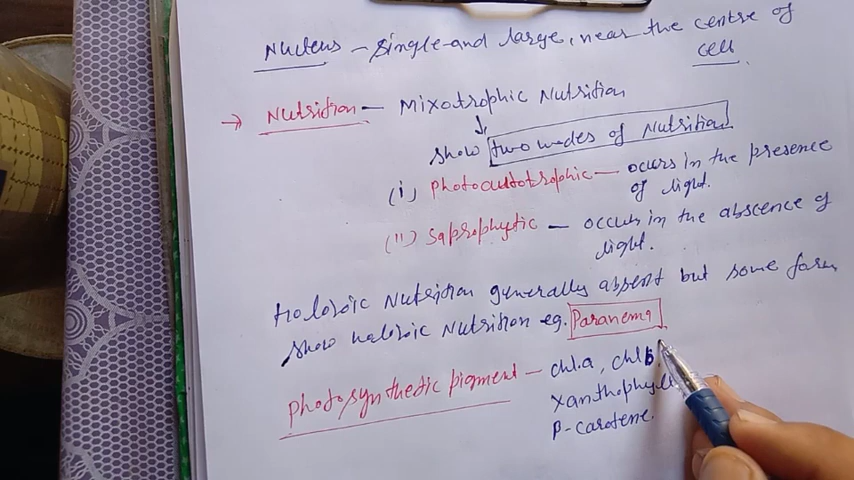 Nucleus - single and large, near the centre of
cell.
→ Nutrition - Mixotrophic Nutrition
↓
show two modes of Nutrition
(i) Photoautotrophic - occurs in the presence
of light.
(ii) Saprophytic - occurs in the abscence of
light.
Holozoic Nutrition generally absent but some form
show holozoic Nutrition eg. Paranema
Photosynthetic pigment - chl.a, chl b
Xanthophyll
β-carotene.